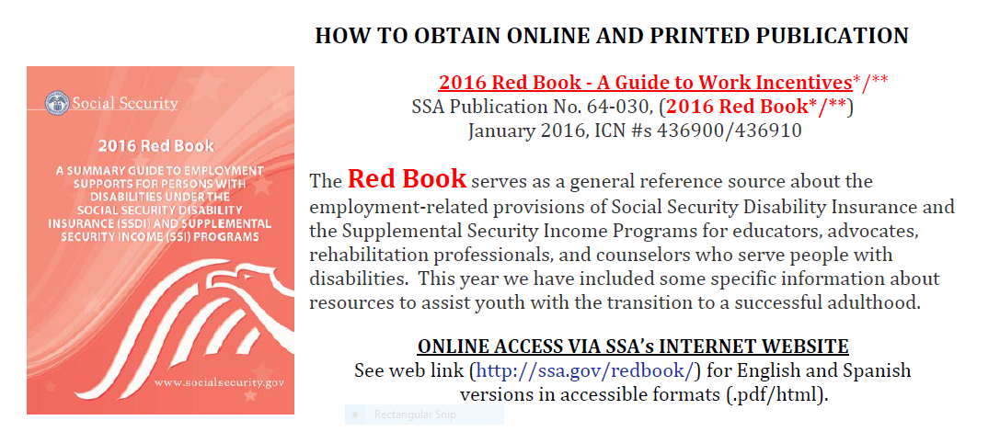 HOW TO OBTAIN ONLINE AND PRINTED PUBLICATION
Social Security
2016 Red Book
A SUMMARY GUIDE TO EMPLOYMENT
SUPPORTS FOR PERSONS WITH
DISABILITIES UNDER THE
SOCIAL SECURITY DISABILITY
INSURANCE (SSDI) AND SUPPLEMENTAL
SECURITY INCOME (SSI) PROGRAMS
www.socialsecurity.gov
2016 Red Book - A Guide to Work Incentives*/**
SSA Publication No. 64-030, (2016 Red Book*/**)
January 2016, ICN #s 436900/436910
The Red Book serves as a general reference source about the
employment-related provisions of Social Security Disability Insurance and
the Supplemental Security Income Programs for educators, advocates,
rehabilitation professionals, and counselors who serve people with
disabilities.  This year we have included some specific information about
resources to assist youth with the transition to a successful adulthood.
ONLINE ACCESS VIA SSA's INTERNET WEBSITE
See web link (http://ssa.gov/redbook/) for English and Spanish
versions in accessible formats (.pdf/html).
Rectangular Snip